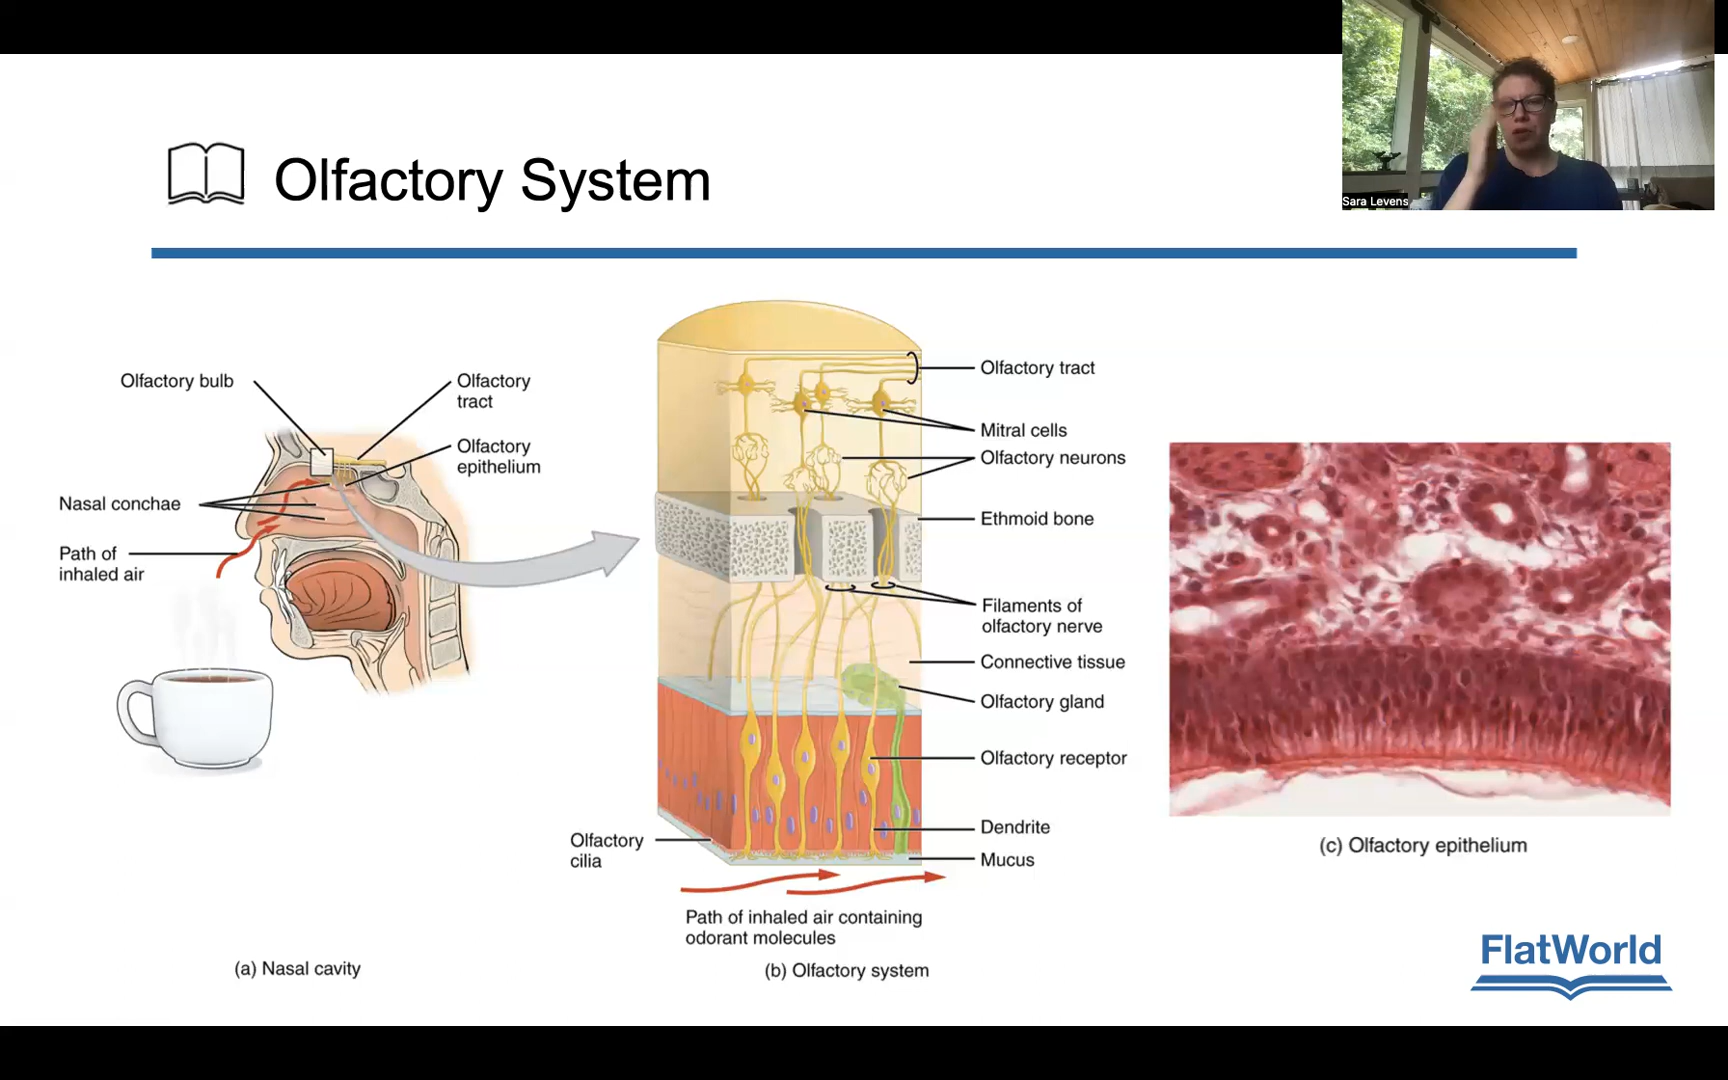 Sara Levens
Olfactory System
Olfactory bulb
Olfactory
tract
Olfactory
epithelium
Nasal conchae
Path of
inhaled air
(a) Nasal cavity
Olfactory tract
Mitral cells
Olfactory neurons
Ethmoid bone
Filaments of
olfactory nerve
Connective tissue
Olfactory gland
Olfactory receptor
Dendrite
Mucus
Olfactory
cilia
Path of inhaled air containing
odorant molecules
(b) Olfactory system
(c) Olfactory epithelium
FlatWorld